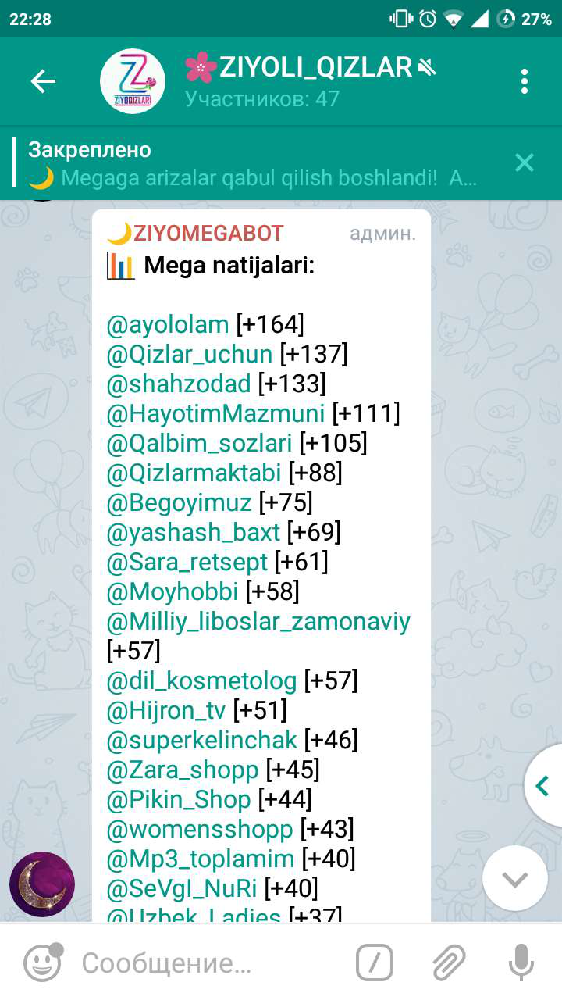 22:28
27%
ZIYOLI_QIZLAR
Участников: 47
ZIYOQIZLARI
Закреплено
Megaga arizalar qabul qilish boshlandi! A...
ZIYOMEGABOT админ.
Mega natijalari:
@ayololam [+164]
@Qizlar_uchun [+137]
@shahzodad [+133]
@HayotimMazmuni [+111]
@Qalbim_sozlari [+105]
@Qizlarmaktabi [+88]
@Begoyimuz [+75]
@yashash_baxt [+69]
@Sara_retsept [+61]
@Moyhobbi [+58]
@Milliy_liboslar_zamonaviy
[+57]
@dil_kosmetolog [+57]
@Hijron_tv [+51]
@superkelinchak [+46]
@Zara_shopp [+45]
@Pikin_Shop [+44]
@womensshopp [+43]
@Mp3_toplamim [+40]
@SeVgI_NuRi [+40]
@Uzbek_Ladies [+37]
Сообщение...